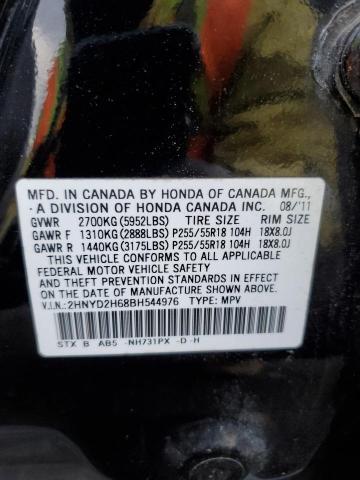 MFD. IN CANADA BY HONDA OF CANADA MFG.,
A DIVISION OF HONDA CANADA INC. 08/'11
GVWR 2700KG(5952LBS) TIRE SIZE RIM SIZE
GAWR F 1310KG(2888LBS) P255/55R18 104H 18X8.0J
GAWR R 1440KG(3175LBS) P255/55R18 104H 18X8.0J
THIS VEHICLE CONFORMS TO ALL APPLICABLE
FEDERAL MOTOR VEHICLE SAFETY AND
THEFT PREVENTION STANDARDS IN EFFECT ON THE
DATE OF MANUFACTURE SHOWN ABOVE.
V.I.N.:2HNYD2H68BH544976 TYPE: MPV
STX B AB5 -NH731PX -D-H